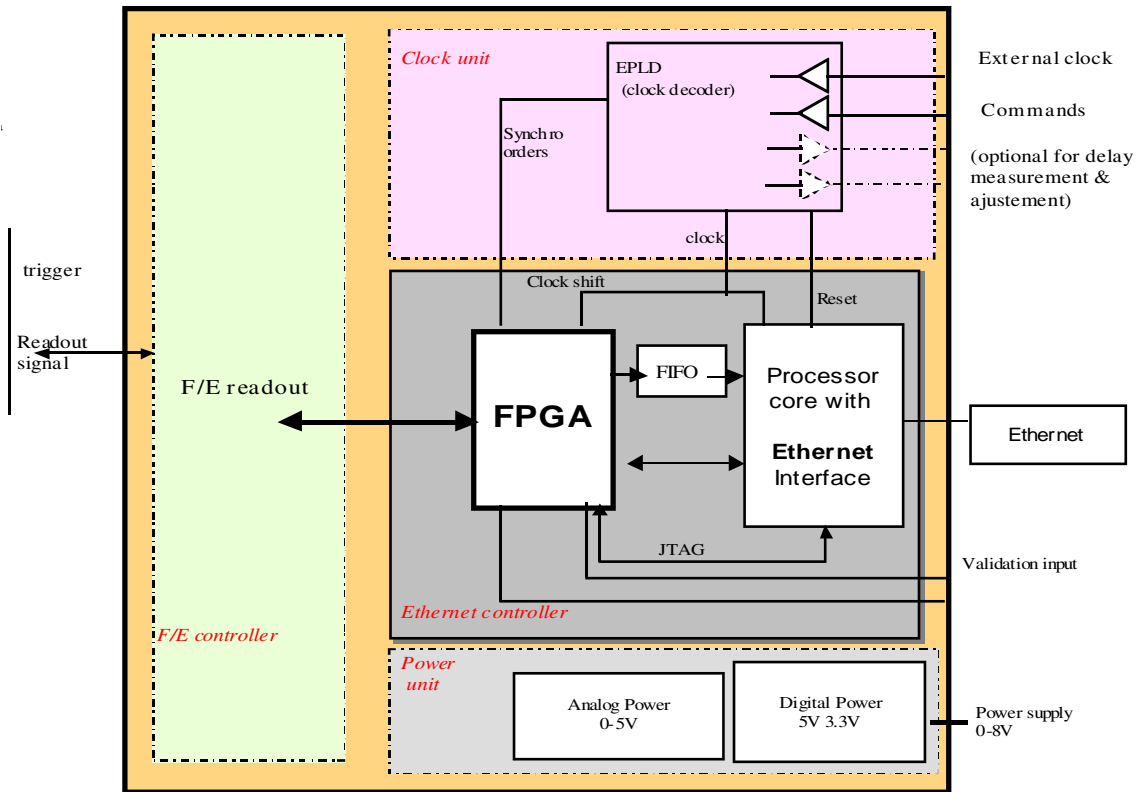 Clock unit
EPLD
(clock decoder)
External clock
Commands
(optional for delay
measurement &
ajustement)
Synchro
orders
clock
Clock shift
Reset
trigger
Readout
signal
F/E readout
FPGA
FIFO
Processor
core with
Ethernet
Interface
Ethernet
JTAG
Validation input
Ethernet controller
F/E controller
Power
unit
Analog Power
0-5V
Digital Power
5V 3.3V
Power supply
0-8V